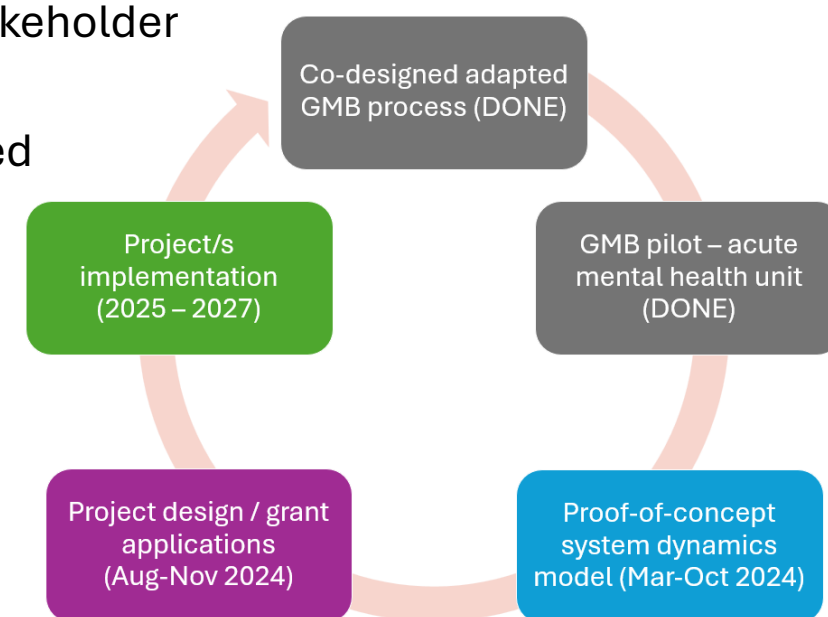 keholder
ed
Co-designed adapted
GMB process (DONE)
GMB pilot – acute
mental health unit
(DONE)
Proof-of-concept
system dynamics
model (Mar-Oct 2024)
Project design / grant
applications
(Aug-Nov 2024)
Project/s
implementation
(2025 – 2027)